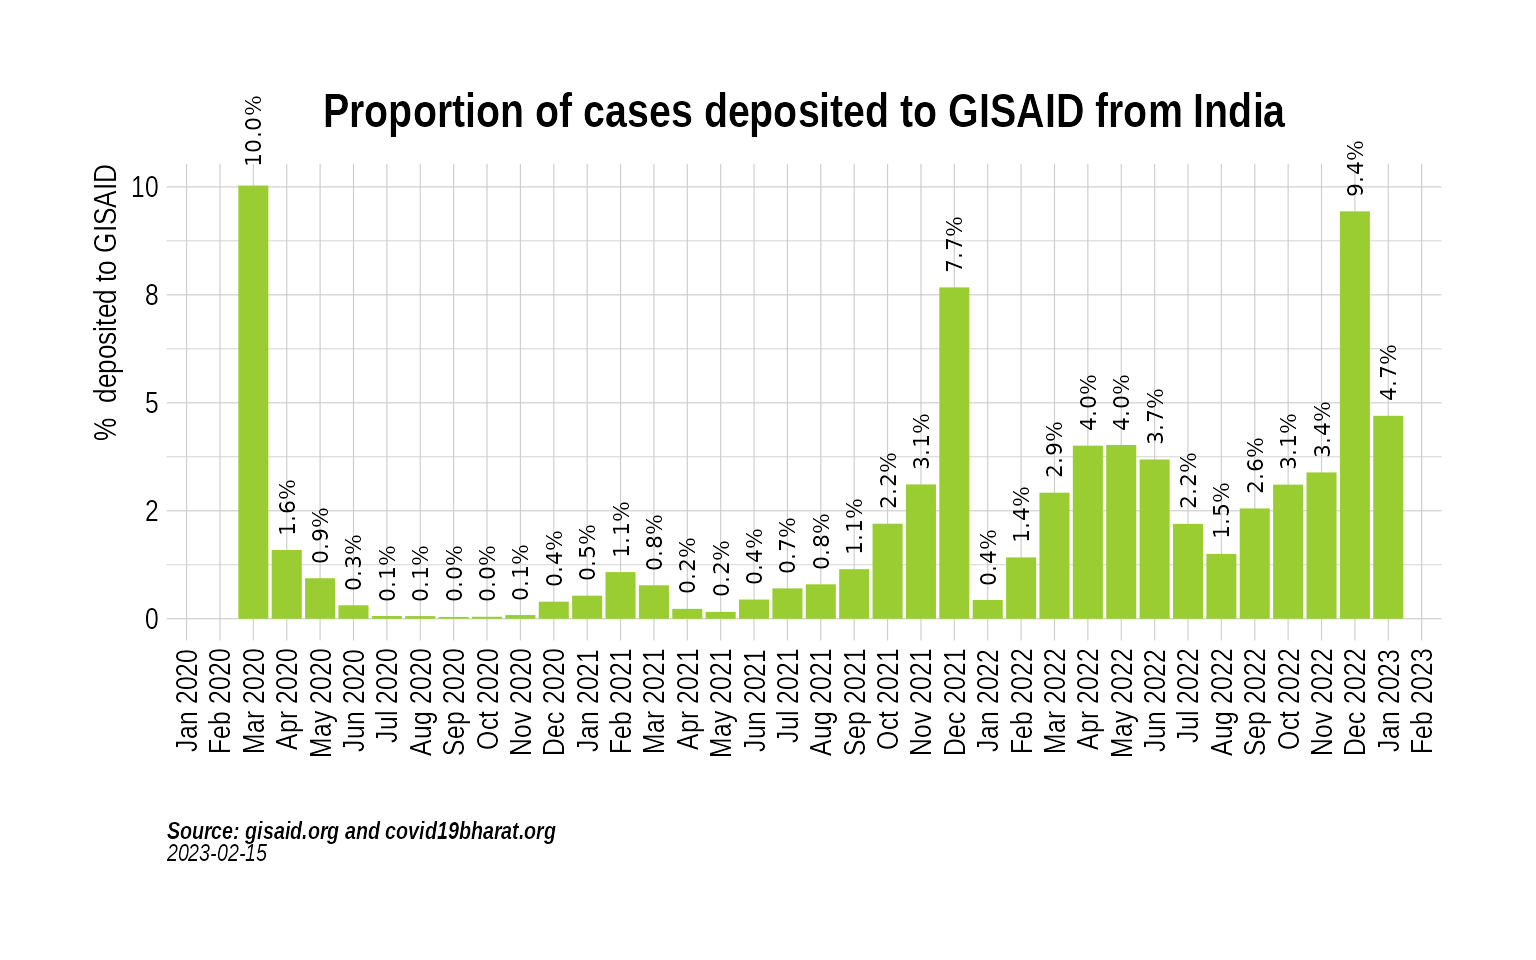 Proportion of cases deposited to GISAID from India
% deposited to GISAID
10
8
5
2
0
10.0%
1.6%
0.9%
0.3%
0.1%
0.1%
0.0%
0.0%
0.1%
0.4%
0.5%
1.1%
0.8%
0.2%
0.2%
0.4%
0.7%
0.8%
1.1%
2.2%
3.1%
7.7%
0.4%
1.4%
2.9%
4.0%
4.0%
3.7%
2.2%
1.5%
2.6%
3.1%
3.4%
9.4%
4.7%
Jan 2020
Feb 2020
Mar 2020
Apr 2020
May 2020
Jun 2020
Jul 2020
Aug 2020
Sep 2020
Oct 2020
Nov 2020
Dec 2020
Jan 2021
Feb 2021
Mar 2021
Apr 2021
May 2021
Jun 2021
Jul 2021
Aug 2021
Sep 2021
Oct 2021
Nov 2021
Dec 2021
Jan 2022
Feb 2022
Mar 2022
Apr 2022
May 2022
Jun 2022
Jul 2022
Aug 2022
Sep 2022
Oct 2022
Nov 2022
Dec 2022
Jan 2023
Feb 2023
Source: gisaid.org and covid19bharat.org
2023-02-15